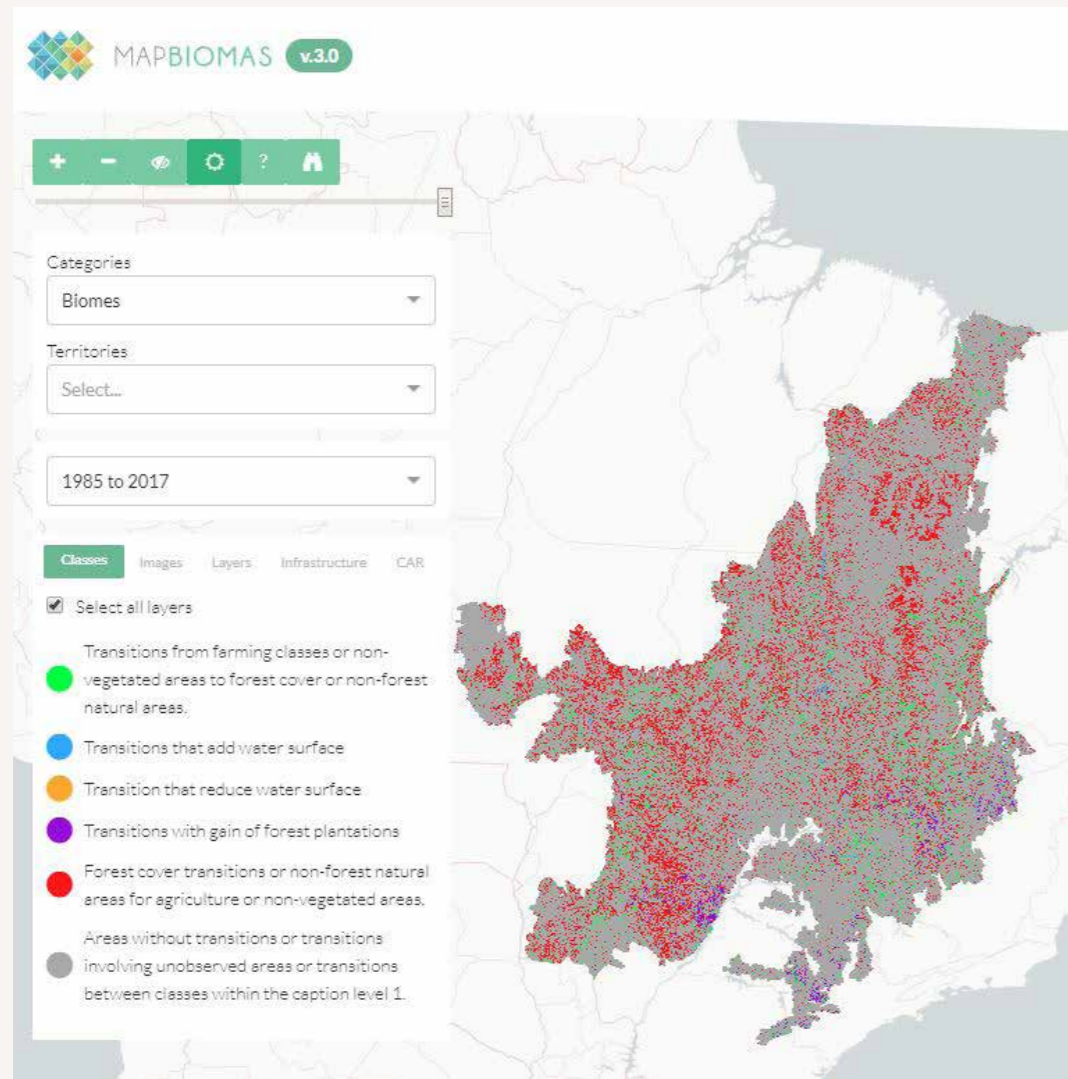 MAPBIOMAS v.3.0
+ - ?
Categories
Biomes
Territories
Select...
1985 to 2017
Classes Images Layers Infrastructure CAR
Select all layers
Transitions from farming classes or non-
vegetated areas to forest cover or non-forest
natural areas.
Transitions that add water surface
Transition that reduce water surface
Transitions with gain of forest plantations
Forest cover transitions or non-forest natural
areas for agriculture or non-vegetated areas.
Areas without transitions or transitions
involving unobserved areas or transitions
between classes within the caption level 1.